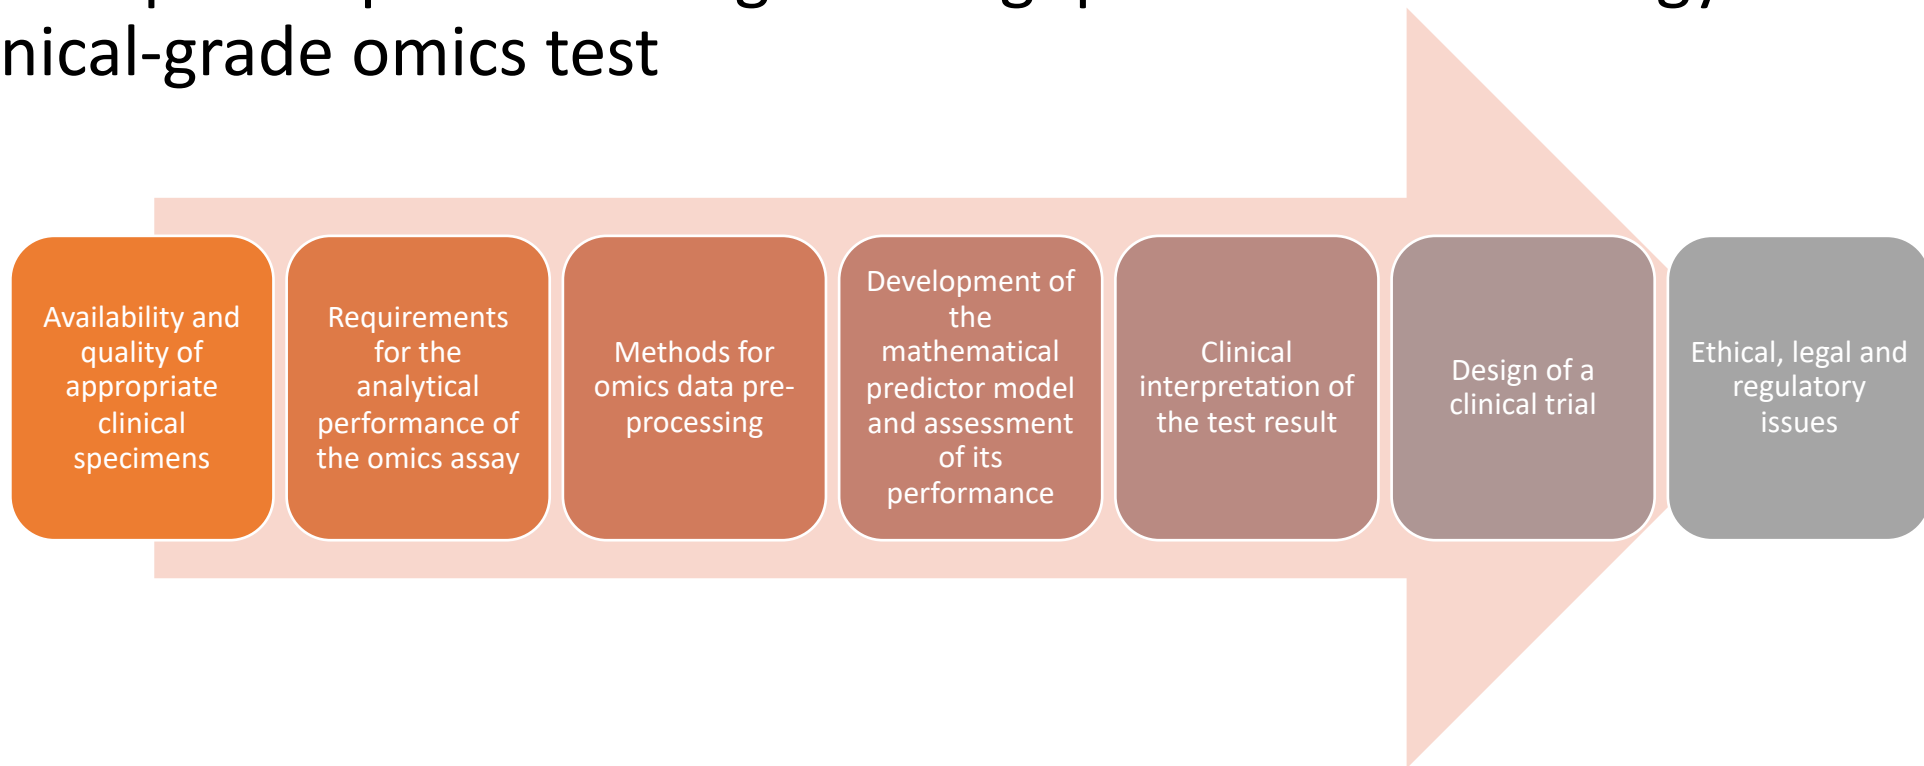 nical-grade omics test
Availability and
quality of
appropriate
clinical
specimens
Requirements
for the
analytical
performance of
the omics assay
Methods for
omics data pre-
processing
Development of
the
mathematical
predictor model
and assessment
of its
performance
Clinical
interpretation of
the test result
Design of a
clinical trial
Ethical, legal and
regulatory
issues